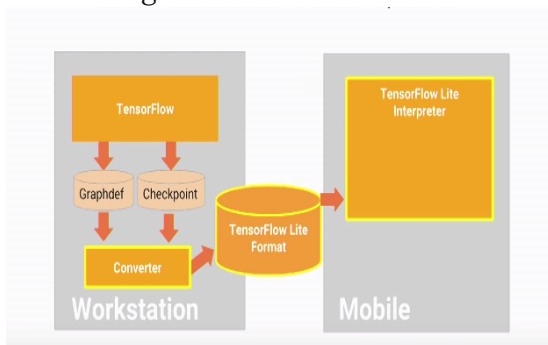 TensorFlow
TensorFlow Lite
Interpreter
Graphdef
Checkpoint
TensorFlow Lite
Format
Converter
Workstation
Mobile